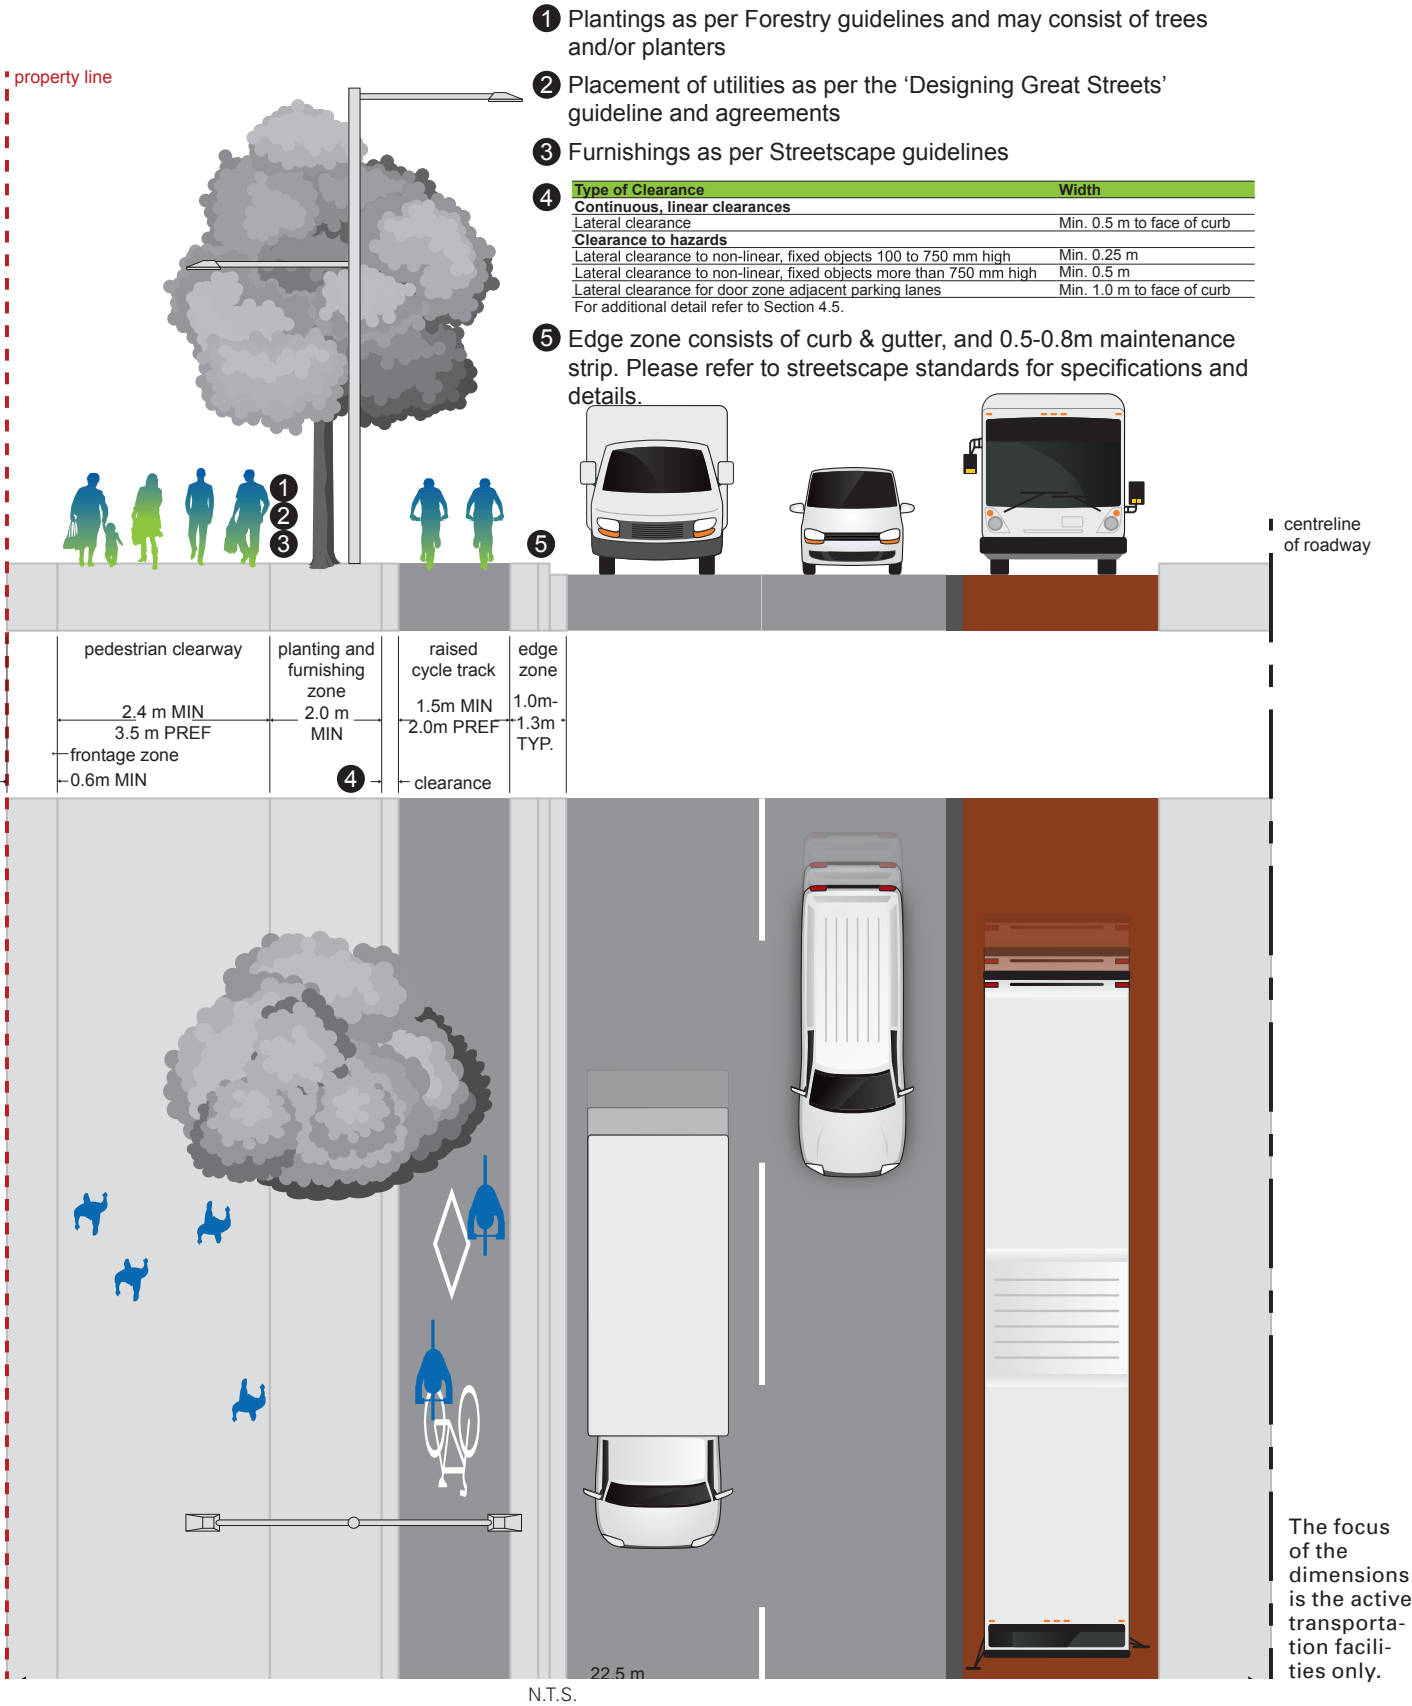 1 Plantings as per Forestry guidelines and may consist of trees
and/or planters
property line
2 Placement of utilities as per the ‘Designing Great Streets’
guideline and agreements
3 Furnishings as per Streetscape guidelines
4
Type of Clearance Width
Continuous, linear clearances
Lateral clearance Min. 0.5 m to face of curb
Clearance to hazards
Lateral clearance to non-linear, fixed objects 100 to 750 mm high Min. 0.25 m
Lateral clearance to non-linear, fixed objects more than 750 mm high Min. 0.5 m
Lateral clearance for door zone adjacent parking lanes Min. 1.0 m to face of curb
For additional detail refer to Section 4.5.
5 Edge zone consists of curb & gutter, and 0.5-0.8m maintenance
strip. Please refer to streetscape standards for specifications and
details.
1
2
3
5
centreline
of roadway
pedestrian clearway
2.4 m MIN
3.5 m PREF
frontage zone
0.6m MIN
planting and
furnishing
zone
2.0 m
MIN
4
raised
cycle track
1.5m MIN
2.0m PREF
clearance
edge
zone
1.0m-
1.3m
TYP.
The focus
of the
dimensions
is the active
transporta-
tion facili-
ties only.
22.5 m
N.T.S.